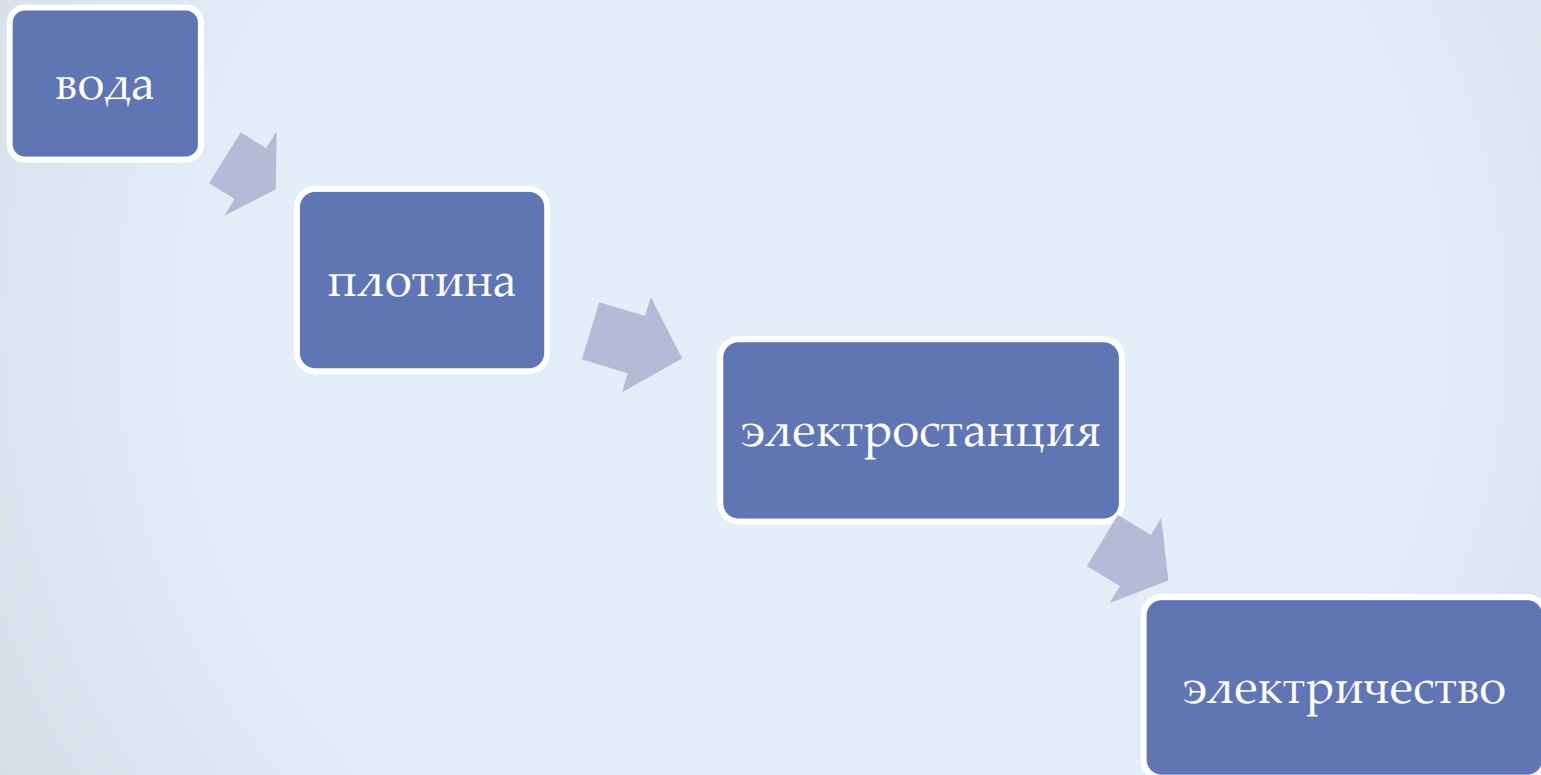 вода
плотина
электростанция
электричество